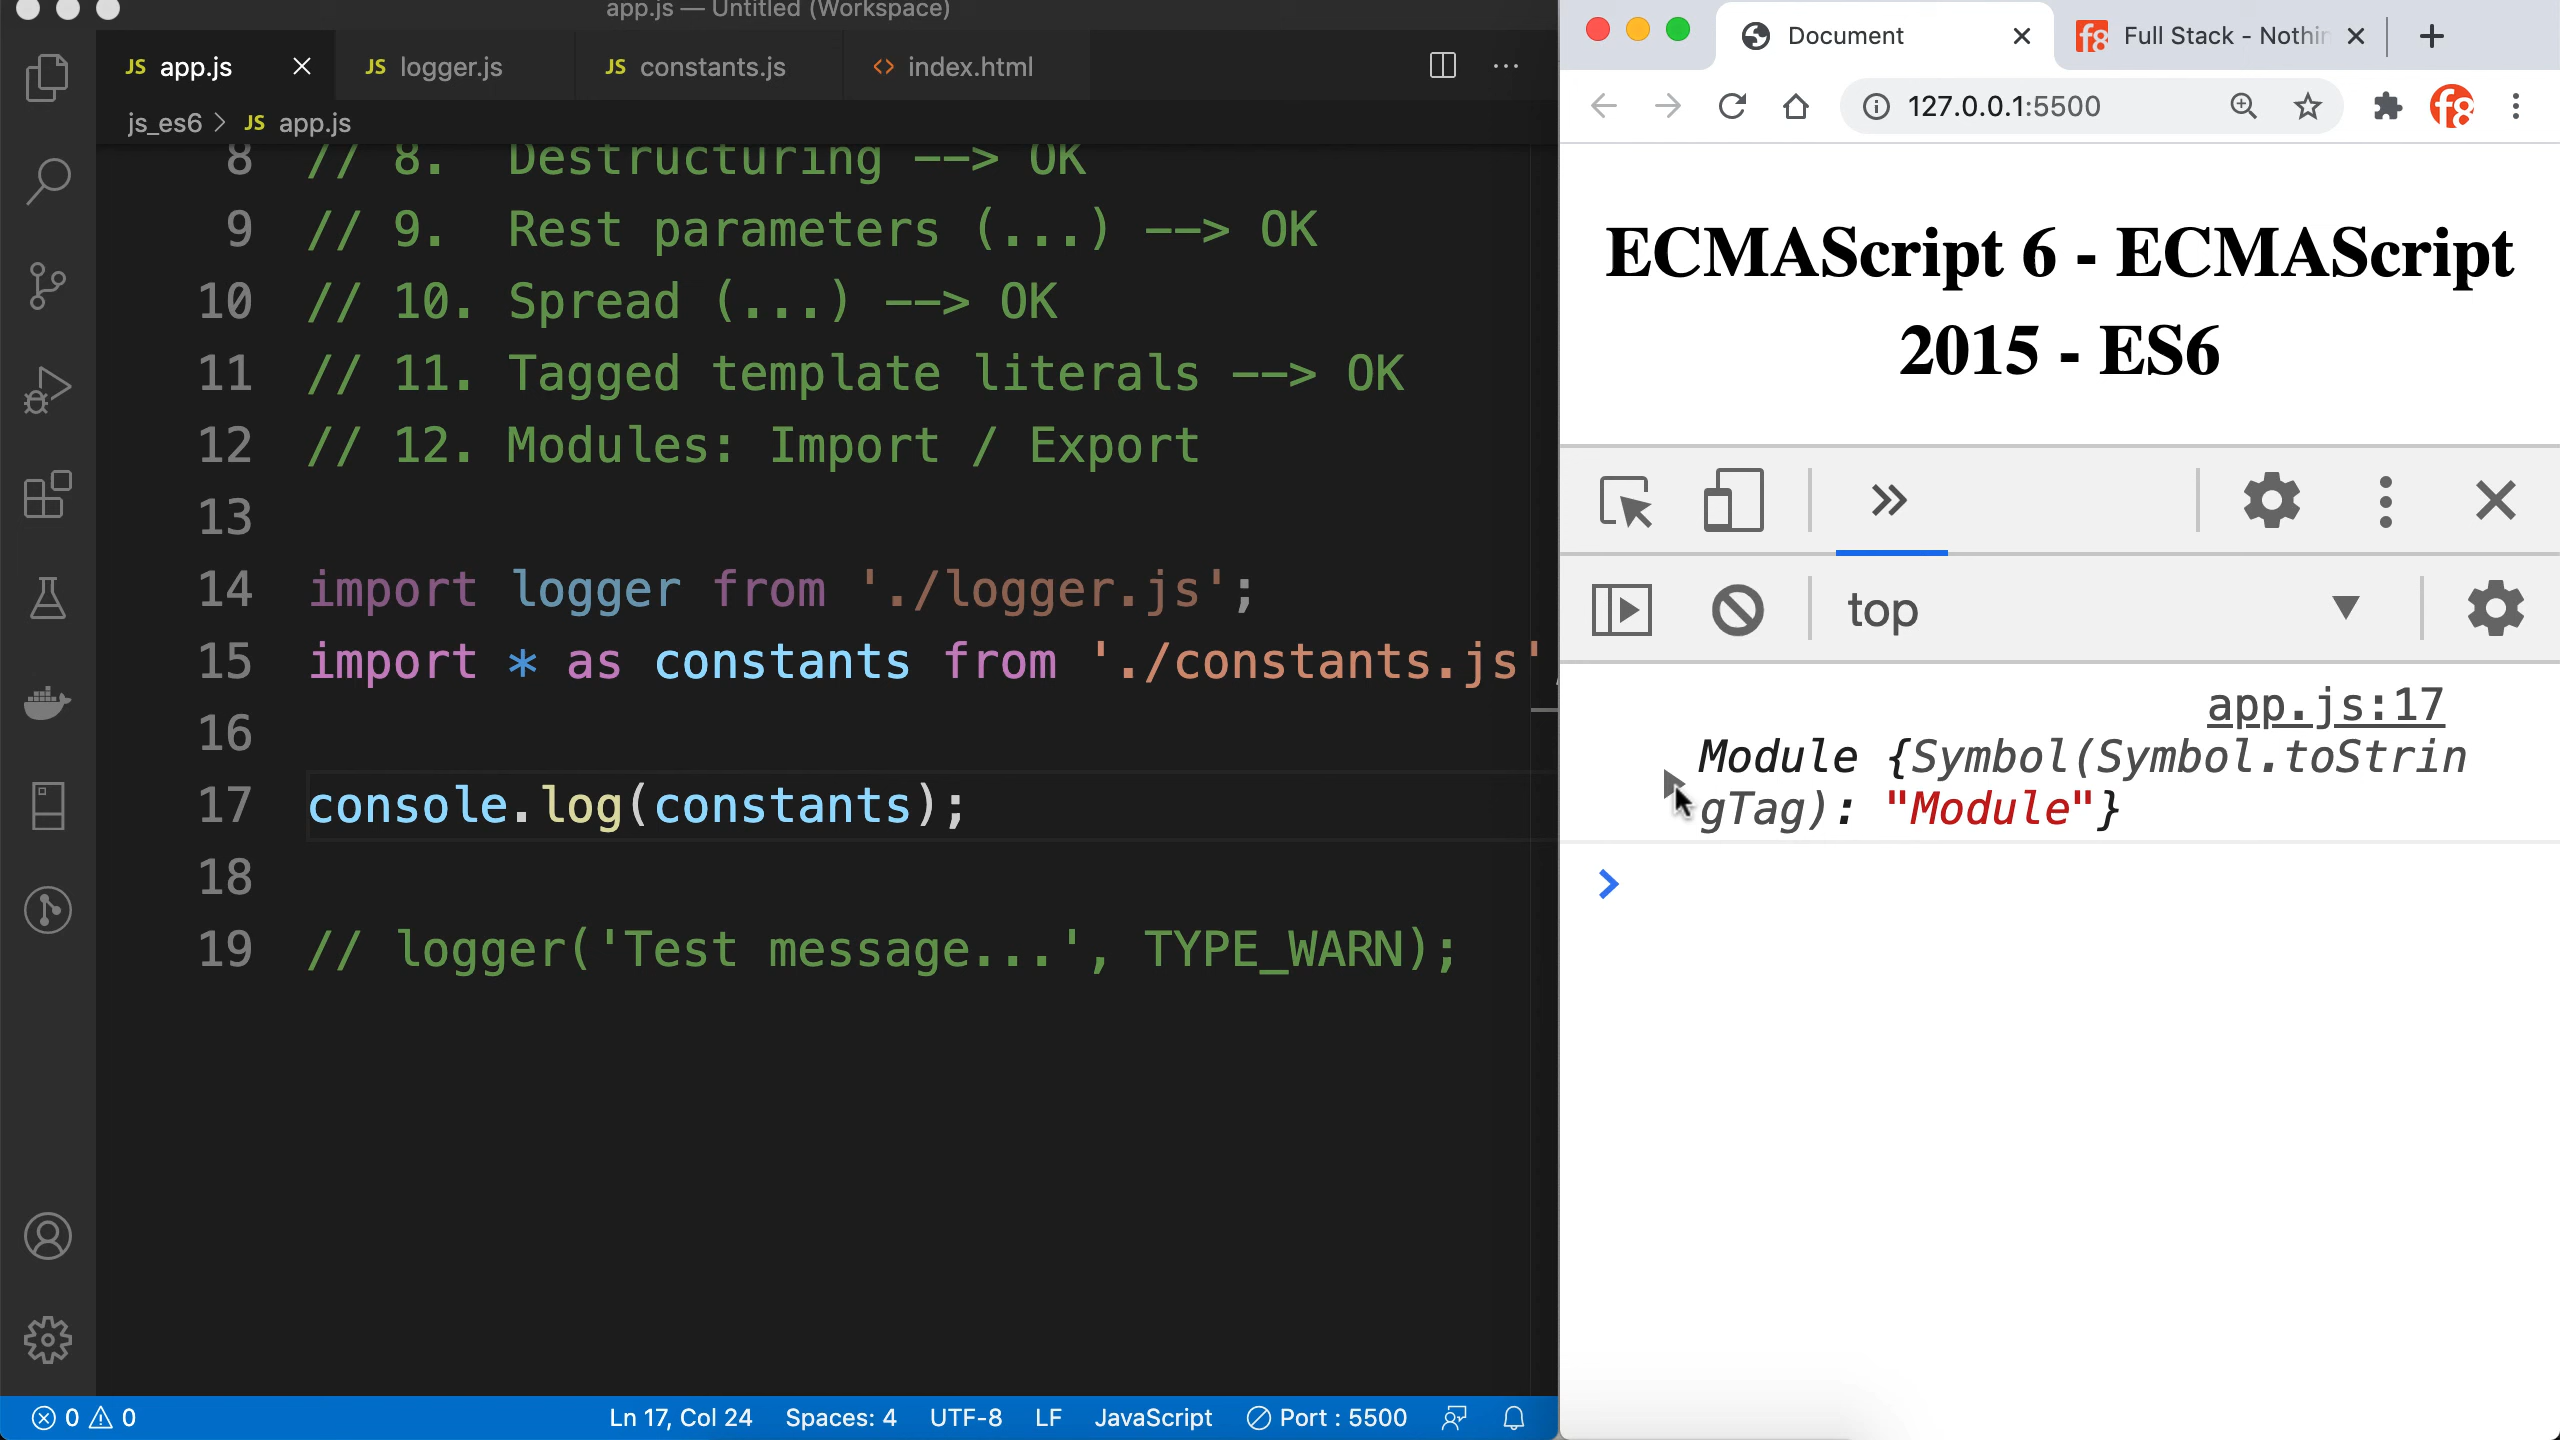 app.js — Untitled (Workspace)
JS app.js
JS logger.js
JS constants.js
<> index.html
js_es6 > JS app.js
8 // 8. Destructuring --> OK
9 // 9. Rest parameters (...) --> OK
10 // 10. Spread (...) --> OK
11 // 11. Tagged template literals --> OK
12 // 12. Modules: Import / Export
13
14 import logger from './logger.js';
15 import * as constants from './constants.js';
16
17 console.log(constants);
18
19 // logger('Test message...', TYPE_WARN);
0 0
Ln 17, Col 24
Spaces: 4
UTF-8
LF
JavaScript
Port : 5500
Document
f8 Full Stack - Nothin
127.0.0.1:5500
f8
ECMAScript 6 - ECMAScript
2015 - ES6
top
app.js:17
Module {Symbol(Symbol.toStrin
gTag): "Module"}
>